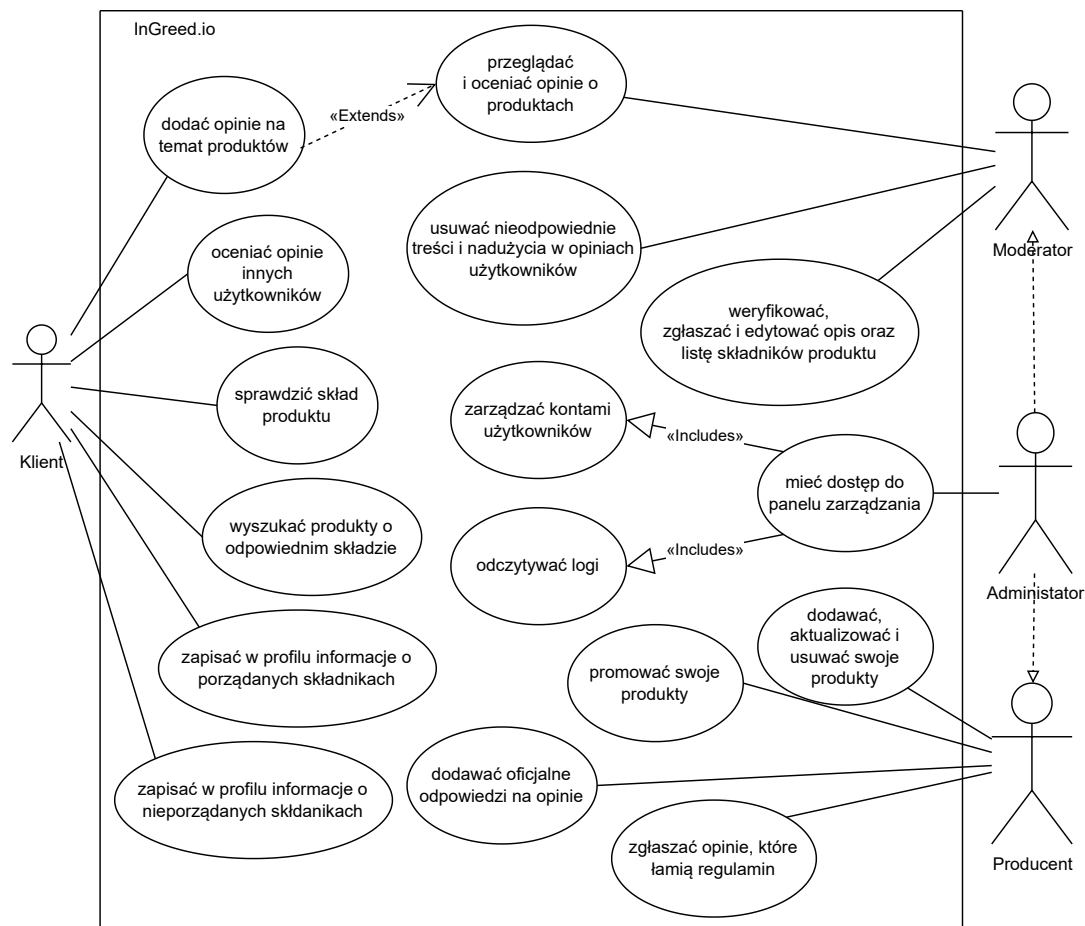 InGreed.io
przeglądać
i oceniać opinie o
produktach
«Extends»
dodać opinie na
temat produktów
usuwać nieodpowiednie
treści i nadużycia w opiniach
użytkowników
Moderator
oceniać opinie
innych
użytkowników
weryfikować,
zgłaszać i edytować opis oraz
listę składników produktu
sprawdzić skład
produktu
zarządzać kontami
użytkowników
«Includes»
Klient
mieć dostęp do
panelu zarządzania
wyszukać produkty o
odpowiednim składzie
odczytywać logi
«Includes»
Administator
dodawać,
aktualizować i
usuwać swoje
produkty
zapisać w profilu informacje o
porządanych składnikach
promować swoje
produkty
zapisać w profilu informacje o
nieporządanych skłdanikach
dodawać oficjalne
odpowiedzi na opinie
zgłaszać opinie, które
łamią regulamin
Producent